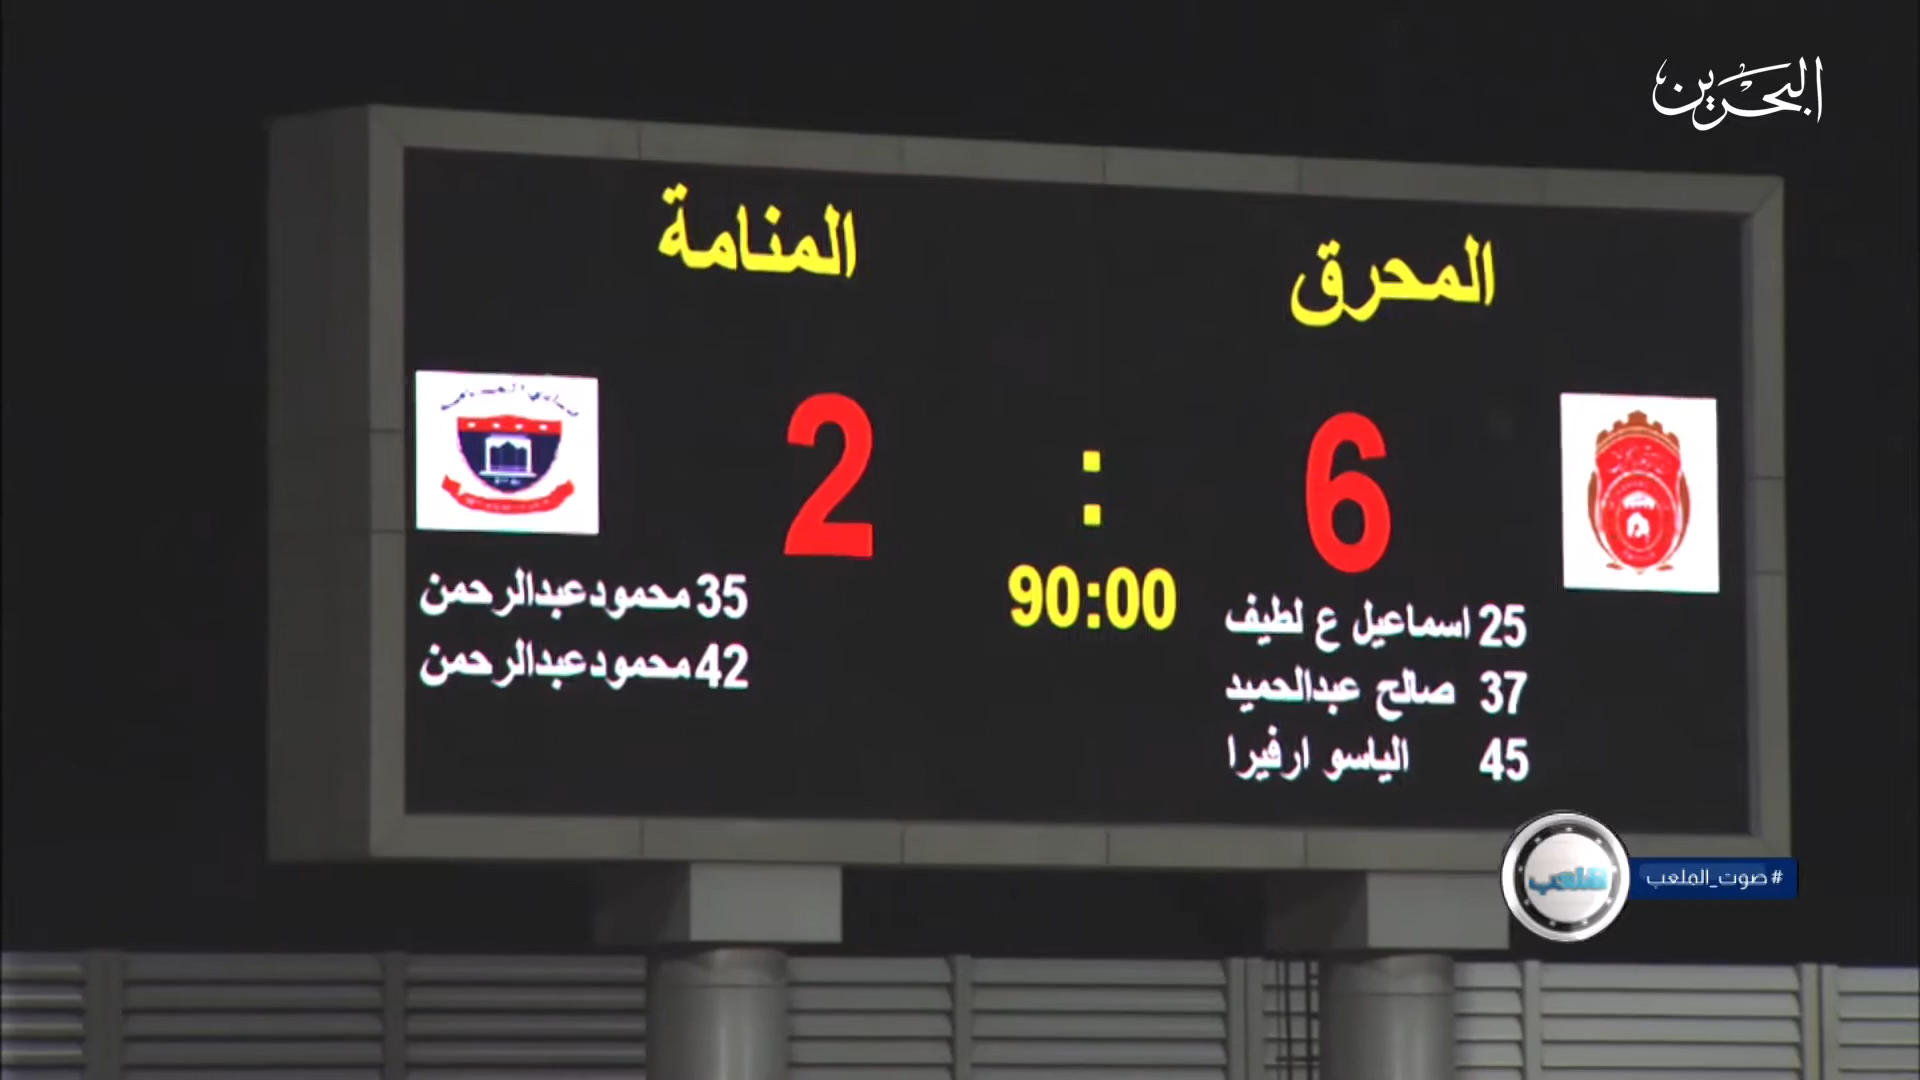 البحرين
المحرق
المنامة
6 : 2
90:00
25 اسماعيل ع لطيف
37 صالح عبدالحميد
45 الياسو ارفيرا
35 محمودعبدالرحمن
42 محمودعبدالرحمن
#صوت_الملعب
الملعب